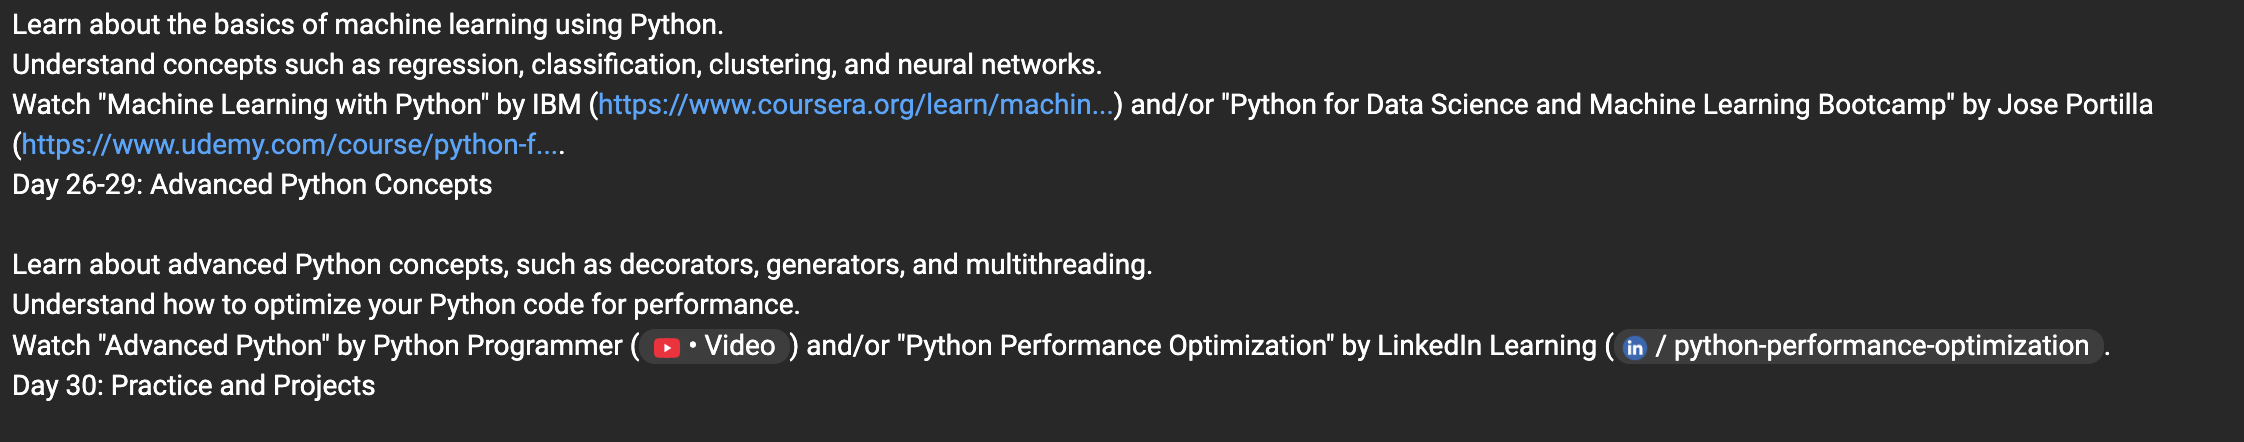 Learn about the basics of machine learning using Python.
Understand concepts such as regression, classification, clustering, and neural networks.
Watch "Machine Learning with Python" by IBM (https://www.coursera.org/learn/machin...) and/or "Python for Data Science and Machine Learning Bootcamp" by Jose Portilla
(https://www.udemy.com/course/python-f....
Day 26-29: Advanced Python Concepts
Learn about advanced Python concepts, such as decorators, generators, and multithreading.
Understand how to optimize your Python code for performance.
Watch "Advanced Python" by Python Programmer ( • Video ) and/or "Python Performance Optimization" by LinkedIn Learning ( in / python-performance-optimization .
Day 30: Practice and Projects